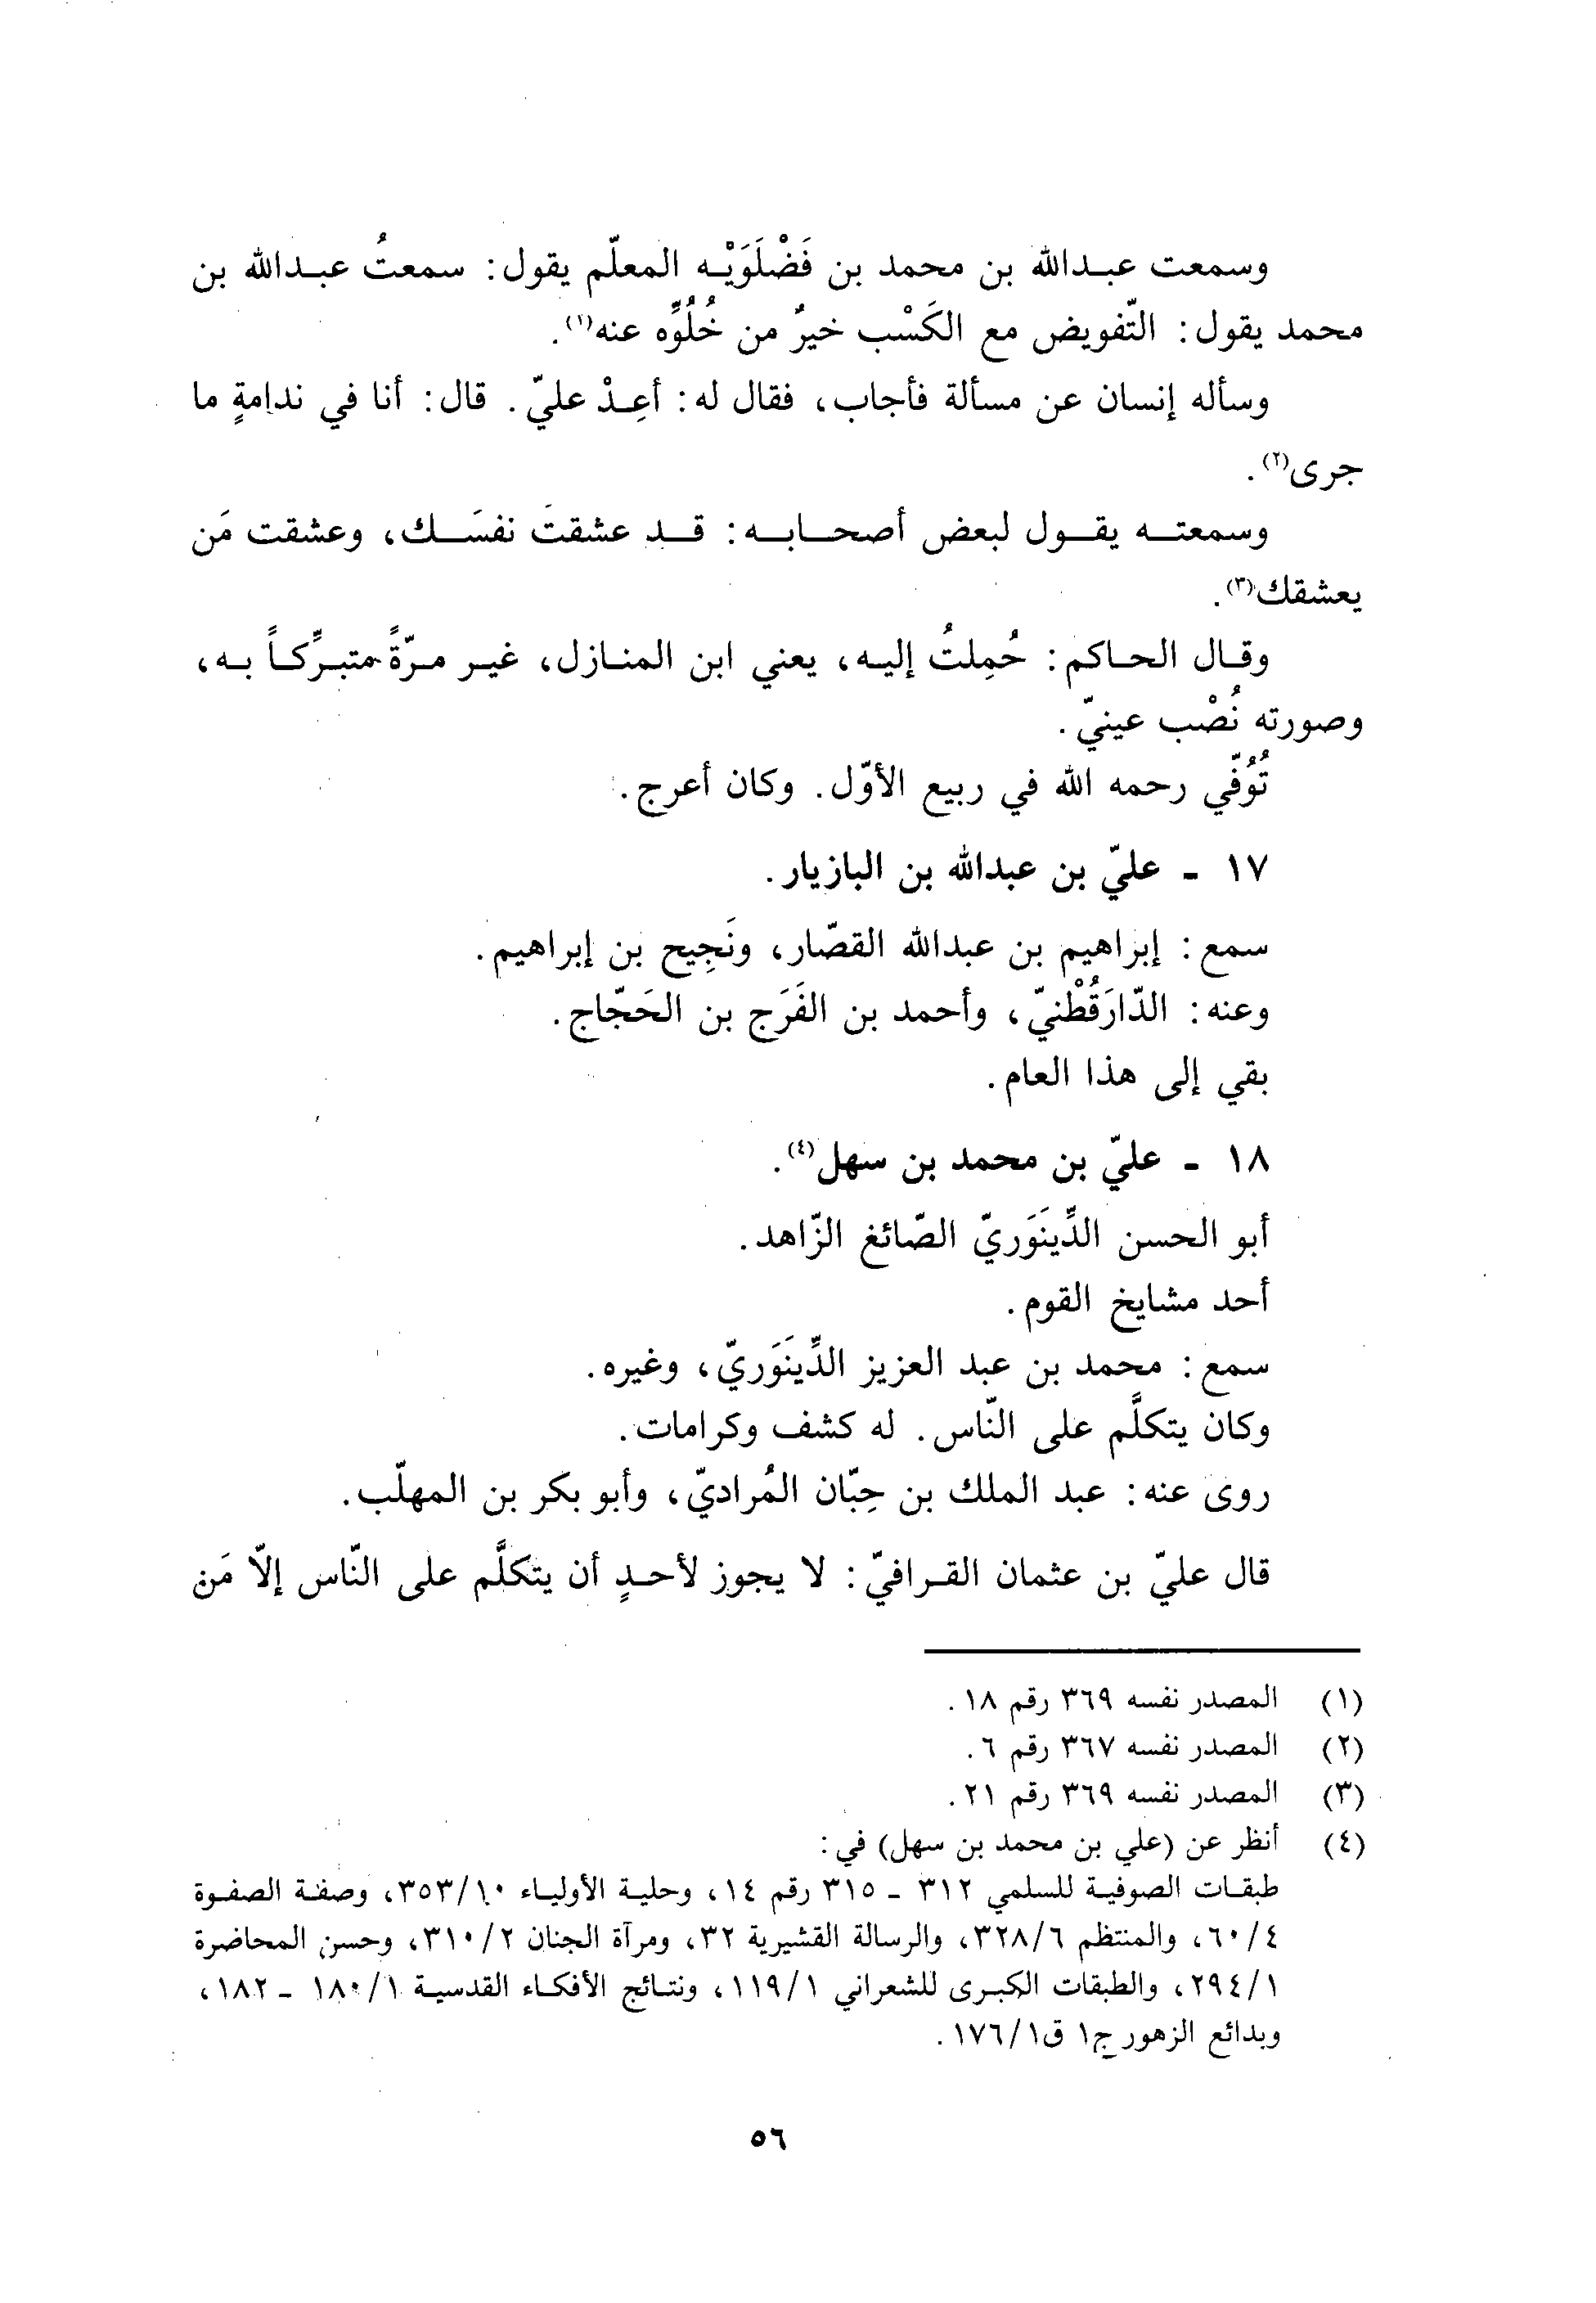 وسمعت عبدالله بن محمد بن فَضْلَوَيْه المعلّم يقول: سمعتُ عبدالله بن
محمد يقول: التّفويض مع الكَسْب خيرٌ من خُلُوِّه عنه(١).
وسأله إنسان عن مسألة فأجاب، فقال له: أعِدْ عليّ. قال: أنا في ندامةٍ ما
جرى(٢).
وسمعته يقول لبعض أصحابه: قد عشقتَ نفسَك، وعشقت مَن
يعشقك(٣).
وقال الحاكم: حُمِلتُ إليه، يعني ابن المنازل، غير مرّةً متبرِّكاً به،
وصورته نُصْب عينيّ.
تُوُفّي رحمه الله في ربيع الأوّل. وكان أعرج.
١٧ - عليّ بن عبدالله بن البازيار.
سمع: إبراهيم بن عبدالله القصّار، ونَجِيح بن إبراهيم.
وعنه: الدّارَقُطْنيّ، وأحمد بن الفَرَج بن الحَجّاج.
بقي إلى هذا العام.
١٨ - عليّ بن محمد بن سهل(٤).
أبو الحسن الدِّينَوَريّ الصّائغ الزّاهد.
أحد مشايخ القوم.
سمع: محمد بن عبد العزيز الدِّينَوَريّ، وغيره.
وكان يتكلَّم على النّاس. له كشف وكرامات.
روى عنه: عبد الملك بن حِبّان المُراديّ، وأبو بكر بن المهلّب.
قال عليّ بن عثمان القرافيّ: لا يجوز لأحدٍ أن يتكلَّم على النّاس إلّا مَن
(١) المصدر نفسه ٣٦٩ رقم ١٨.
(٢) المصدر نفسه ٣٦٧ رقم ٦.
(٣) المصدر نفسه ٣٦٩ رقم ٢١.
(٤) أنظر عن (علي بن محمد بن سهل) في:
طبقات الصوفية للسلمي ٣١٢ - ٣١٥ رقم ١٤، وحلية الأولياء ٣٥٣/١٠، وصفة الصفوة
٦٠/٤، والمنتظم ٣٢٨/٦، والرسالة القشيرية ٣٢، ومرآة الجنان ٣١٠/٢، وحسن المحاضرة
٢٩٤/١، والطبقات الكبرى للشعراني ١١٩/١، ونتائج الأفكاء القدسية ١٨٠/١ - ١٨٢،
وبدائع الزهور ج١ ق١٧٦/١.
٥٦